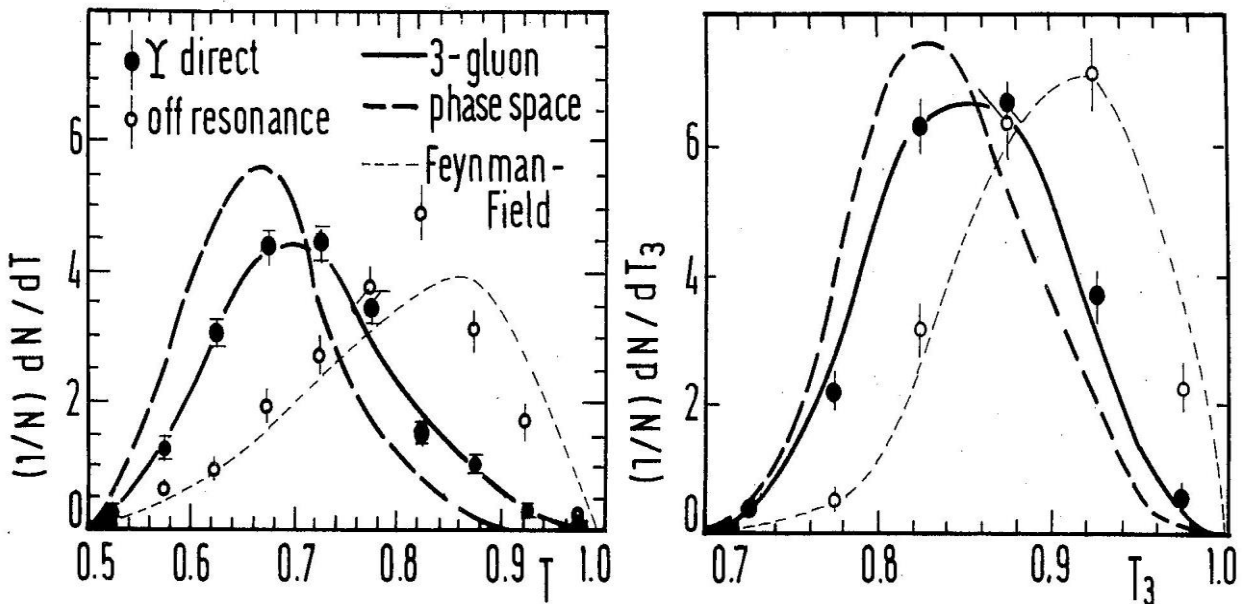 ϒ direct
off resonance
3-gluon
phase space
Feynman-
Field
(1/N) dN/dT
6
4
2
0
0.5 0.6 0.7 0.8 0.9 T 1.0
(1/N) dN/dT₃
6
4
2
0
0.7 0.8 0.9 T₃ 1.0